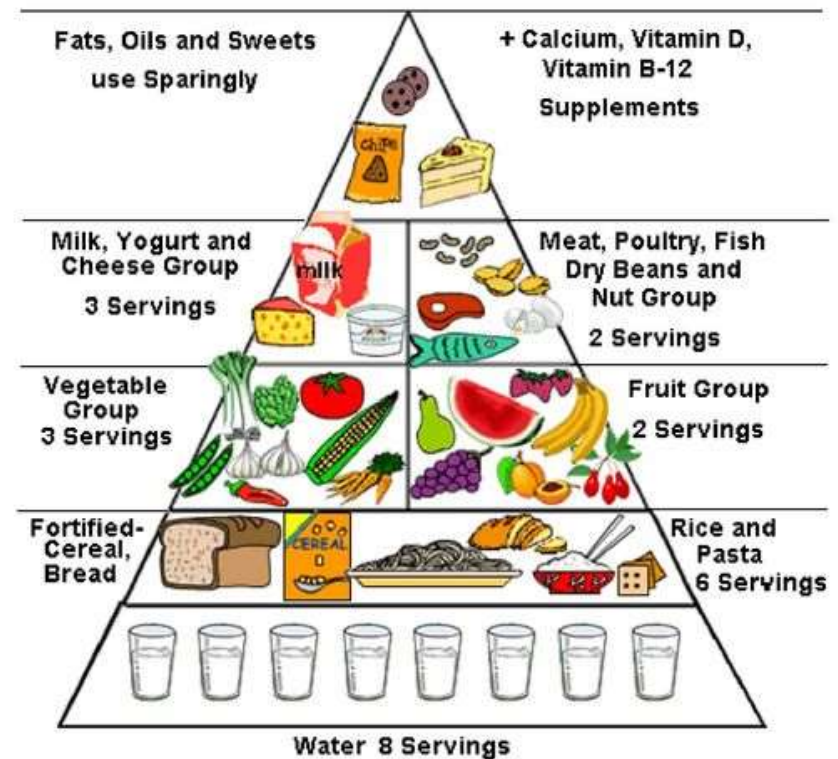 Fats, Oils and Sweets
use Sparingly
+ Calcium, Vitamin D,
Vitamin B-12
Supplements
chips
Milk, Yogurt and
Cheese Group
3 Servings
milk
Meat, Poultry, Fish
Dry Beans and
Nut Group
2 Servings
Vegetable
Group
3 Servings
Fruit Group
2 Servings
Fortified-
Cereal,
Bread
CEREAL
Rice and
Pasta
6 Servings
Water 8 Servings